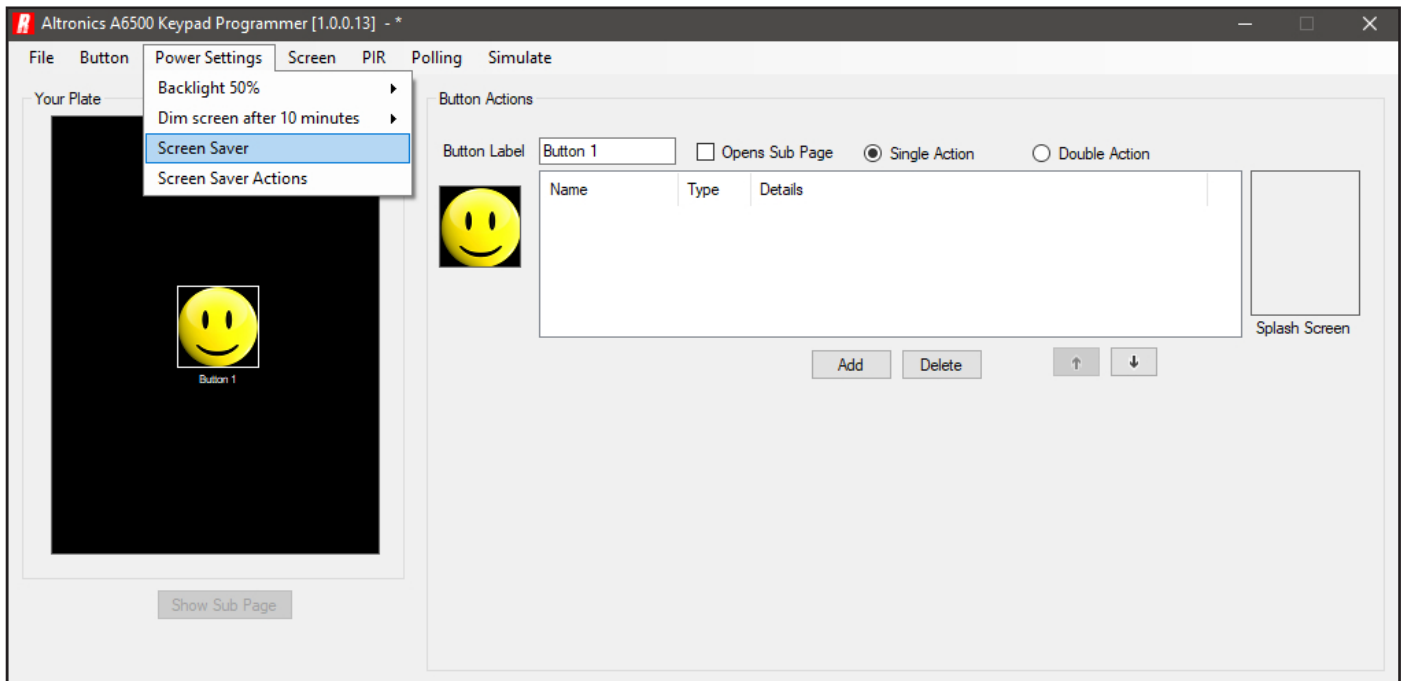 Altronics A6500 Keypad Programmer [1.0.0.13] - *
File Button Power Settings Screen PIR Polling Simulate
Backlight 50%
Dim screen after 10 minutes
Screen Saver
Screen Saver Actions
Your Plate
Button 1
Show Sub Page
Button Actions
Button Label Button 1 Opens Sub Page Single Action Double Action
Name Type Details
Splash Screen
Add Delete